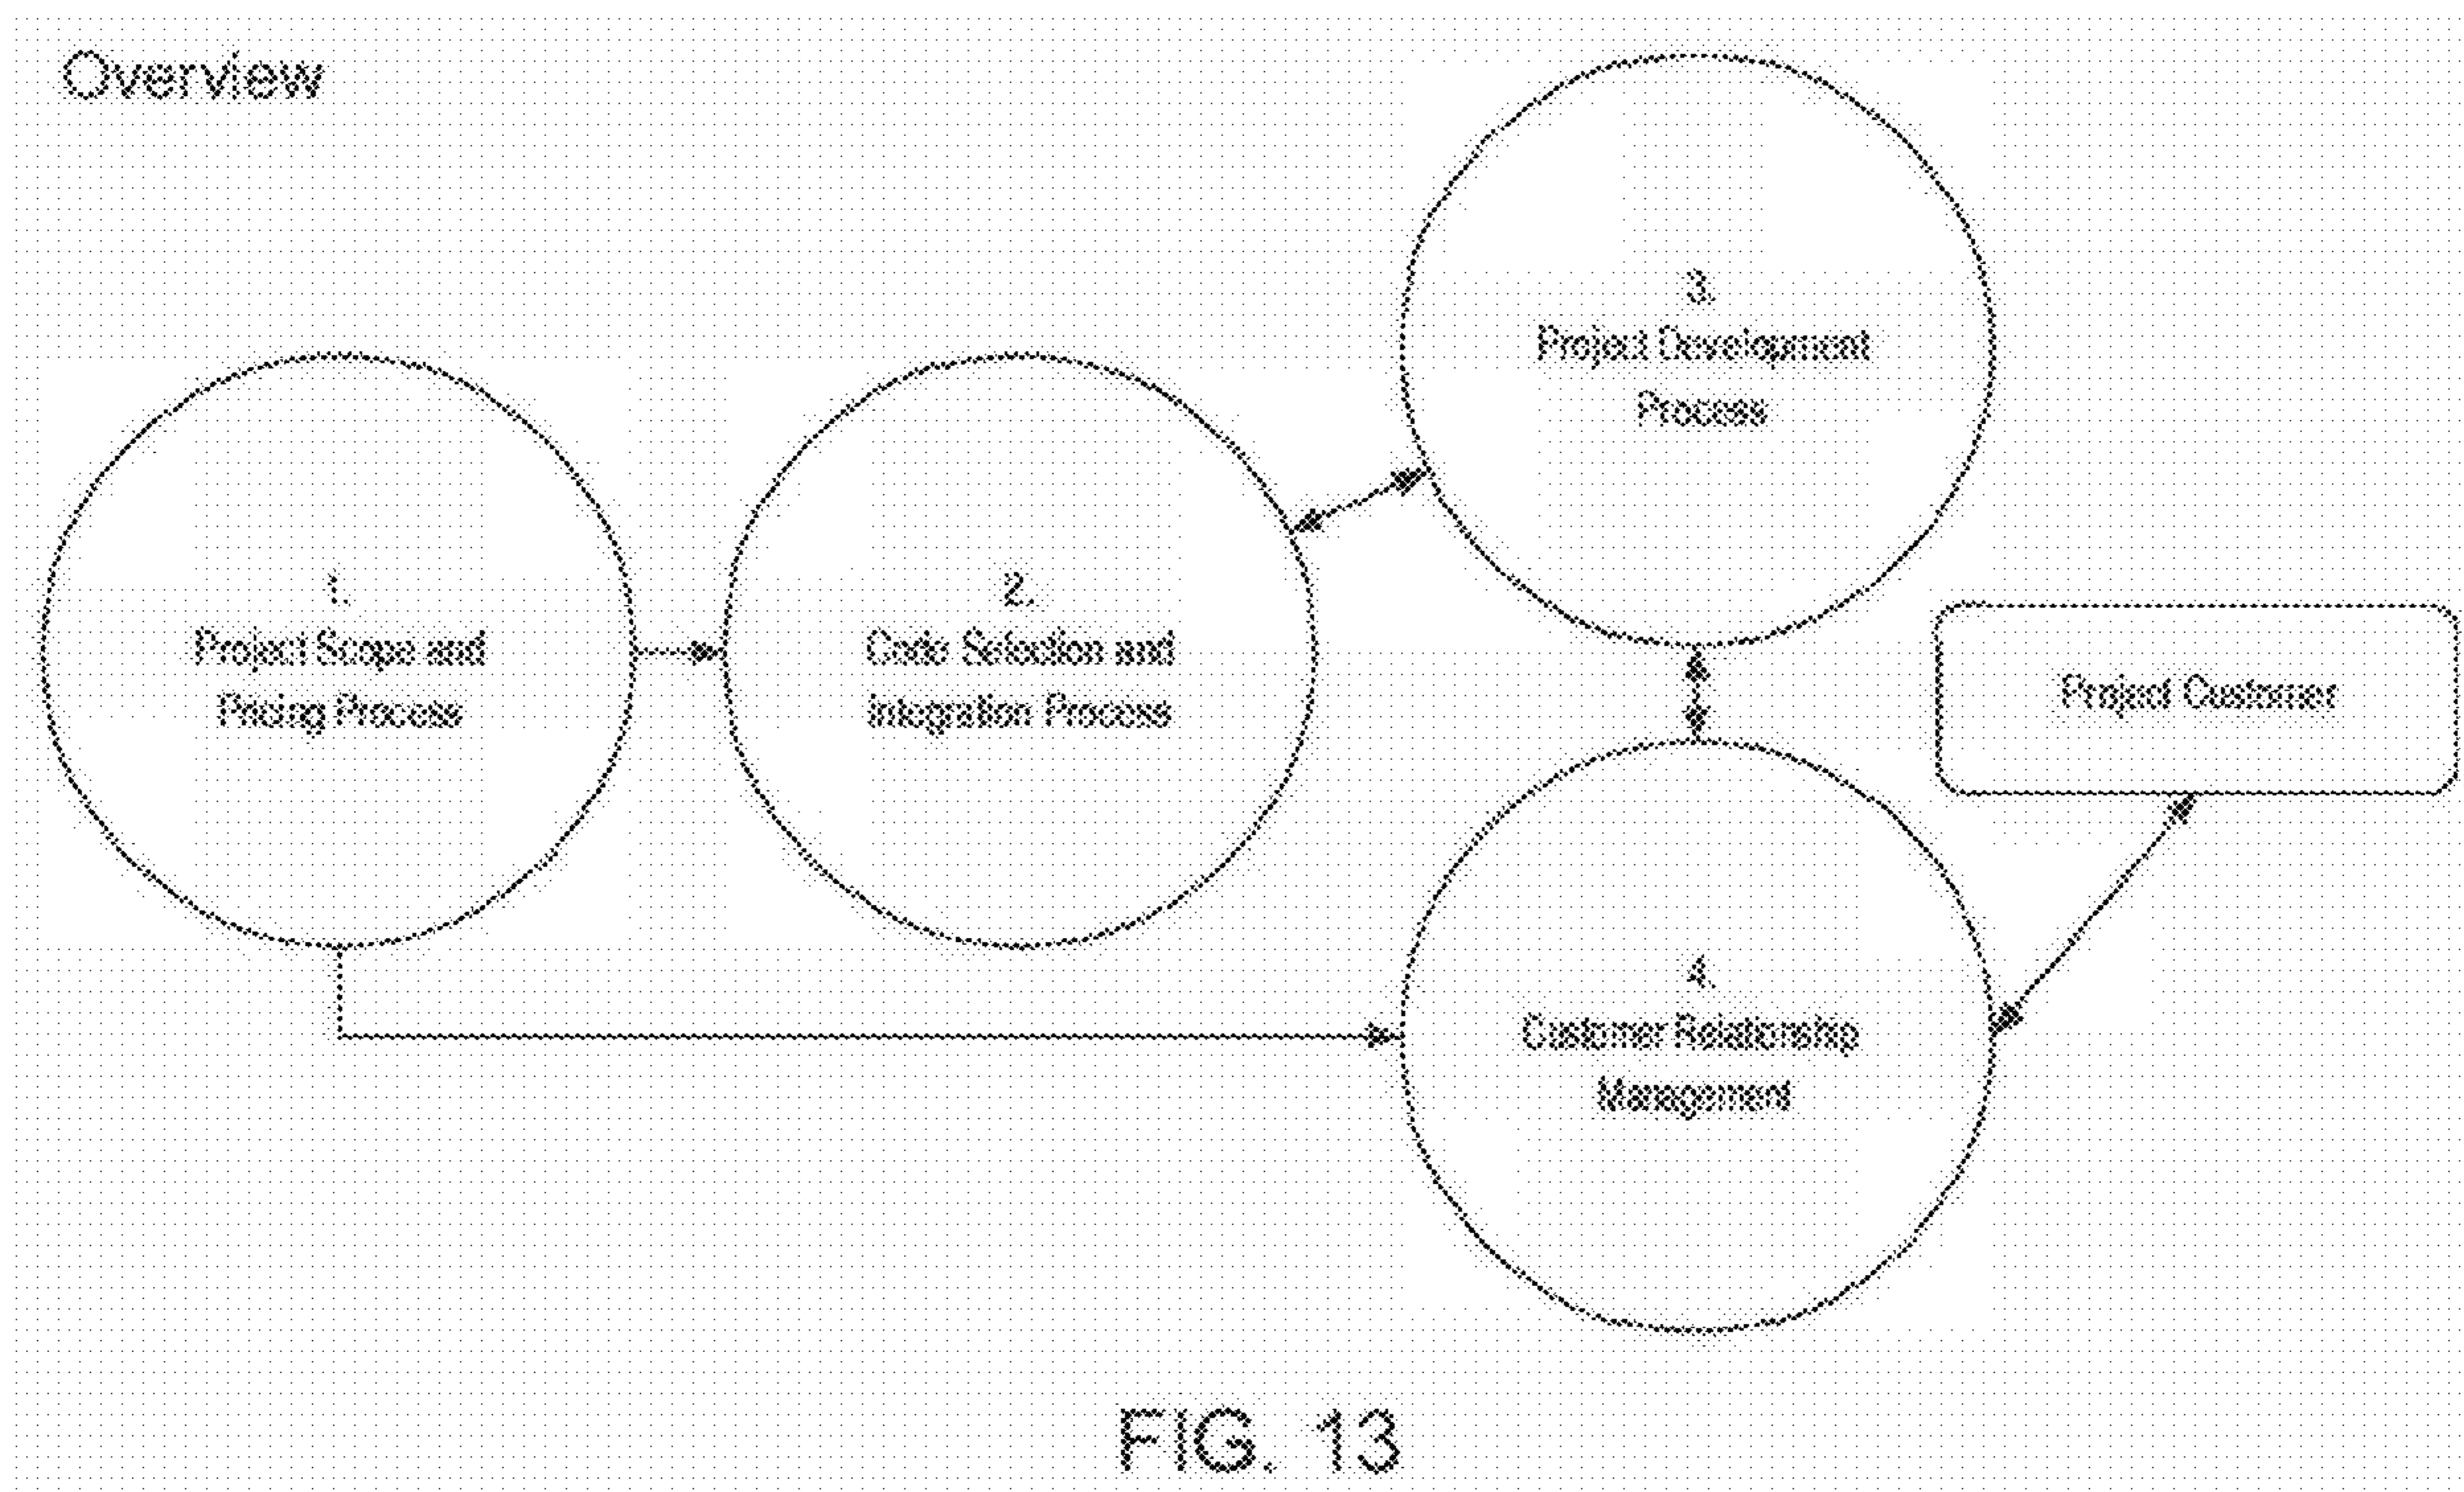 Overview
1.
Project Scope and
Pricing Process
2.
Code Selection and
Integration Process
3.
Project Development
Process
Project Customer
4.
Customer Relationship
Management
FIG. 13